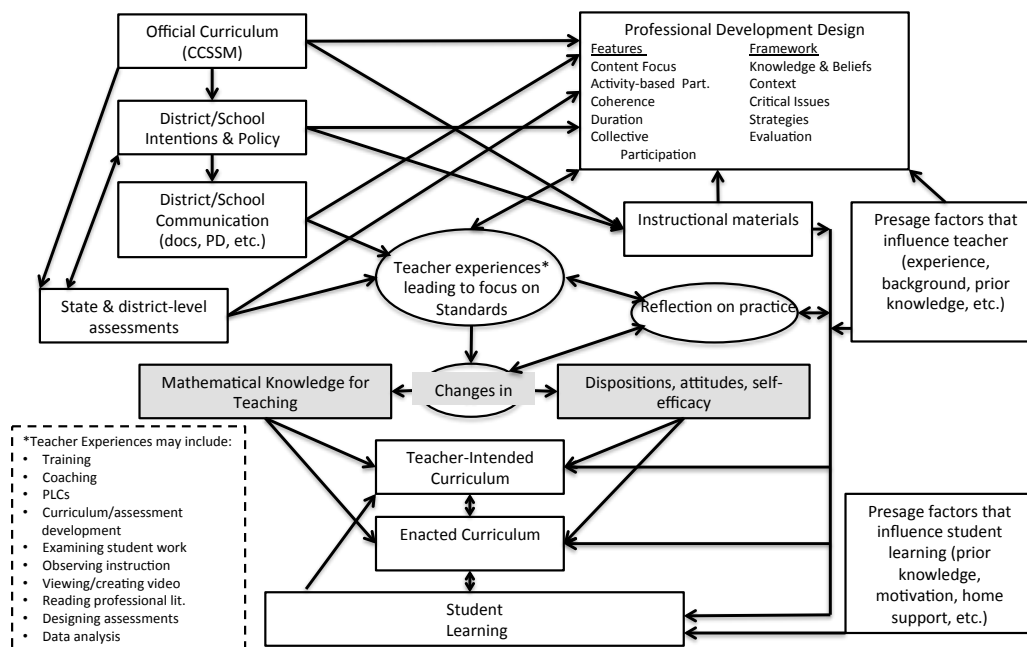 Official Curriculum
(CCSSM)
Professional Development Design
Features
Content Focus
Activity-based Part.
Coherence
Duration
Collective
Participation
Framework
Knowledge & Beliefs
Context
Critical Issues
Strategies
Evaluation
District/School
Intentions & Policy
District/School
Communication
(docs, PD, etc.)
Instructional materials
Presage factors that
influence teacher
(experience,
background, prior
knowledge, etc.)
State & district-level
assessments
Teacher experiences*
leading to focus on
Standards
Reflection on practice
Mathematical Knowledge for
Teaching
Changes in
Dispositions, attitudes, self-
efficacy
*Teacher Experiences may include:
• Training
• Coaching
• PLCs
• Curriculum/assessment
development
• Examining student work
• Observing instruction
• Viewing/creating video
• Reading professional lit.
• Designing assessments
• Data analysis
Teacher-Intended
Curriculum
Enacted Curriculum
Student
Learning
Presage factors that
influence student
learning (prior
knowledge,
motivation, home
support, etc.)